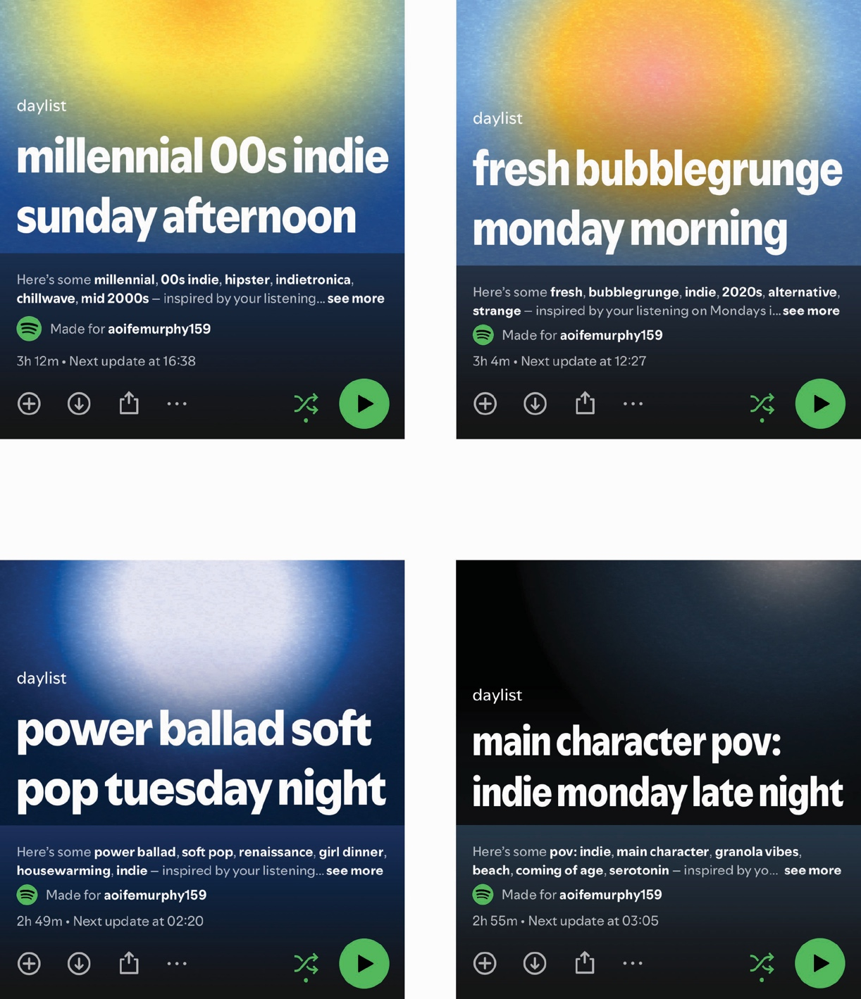 daylist
millennial 00s indie
sunday afternoon
Here's some millennial, 00s indie, hipster, indietronica,
chillwave, mid 2000s – inspired by your listening... see more
Made for aoifemurphy159
3h 12m • Next update at 16:38
daylist
fresh bubblegrunge
monday morning
Here's some fresh, bubblegrunge, indie, 2020s, alternative,
strange – inspired by your listening on Mondays i... see more
Made for aoifemurphy159
3h 4m • Next update at 12:27
daylist
power ballad soft
pop tuesday night
Here's some power ballad, soft pop, renaissance, girl dinner,
housewarming, indie – inspired by your listening... see more
Made for aoifemurphy159
2h 49m • Next update at 02:20
daylist
main character pov:
indie monday late night
Here's some pov: indie, main character, granola vibes,
beach, coming of age, serotonin – inspired by yo... see more
Made for aoifemurphy159
2h 55m • Next update at 03:05